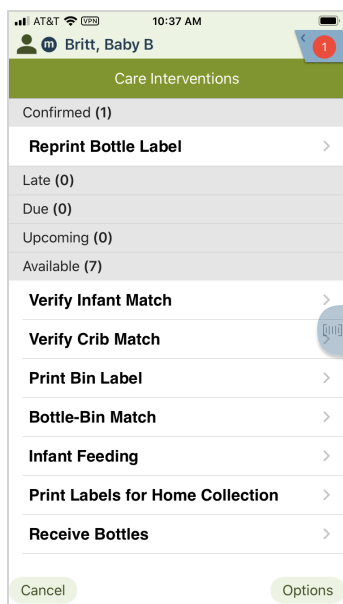 AT&T VPN 10:37 AM
m Britt, Baby B
1
Care Interventions
Confirmed (1)
Reprint Bottle Label
Late (0)
Due (0)
Upcoming (0)
Available (7)
Verify Infant Match
Verify Crib Match
Print Bin Label
Bottle-Bin Match
Infant Feeding
Print Labels for Home Collection
Receive Bottles
Cancel Options